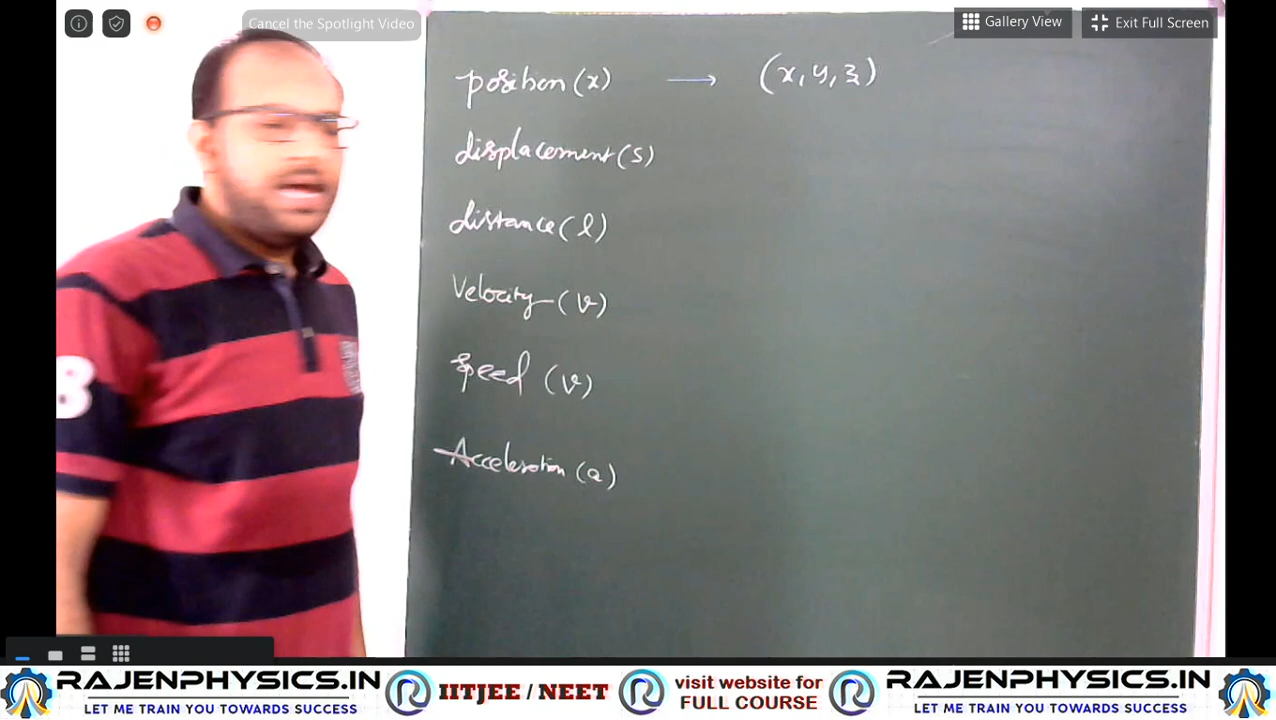 Cancel the Spotlight Video
Gallery View
Exit Full Screen
position (x) → (x, y, z)
displacement (s)
distance (l)
Velocity (v)
speed (v)
Acceleration (a)
8
RAJENPHYSICS.IN
LET ME TRAIN YOU TOWARDS SUCCESS
IITJEE / NEET
visit website for
FULL COURSE
RAJENPHYSICS.IN
LET ME TRAIN YOU TOWARDS SUCCESS